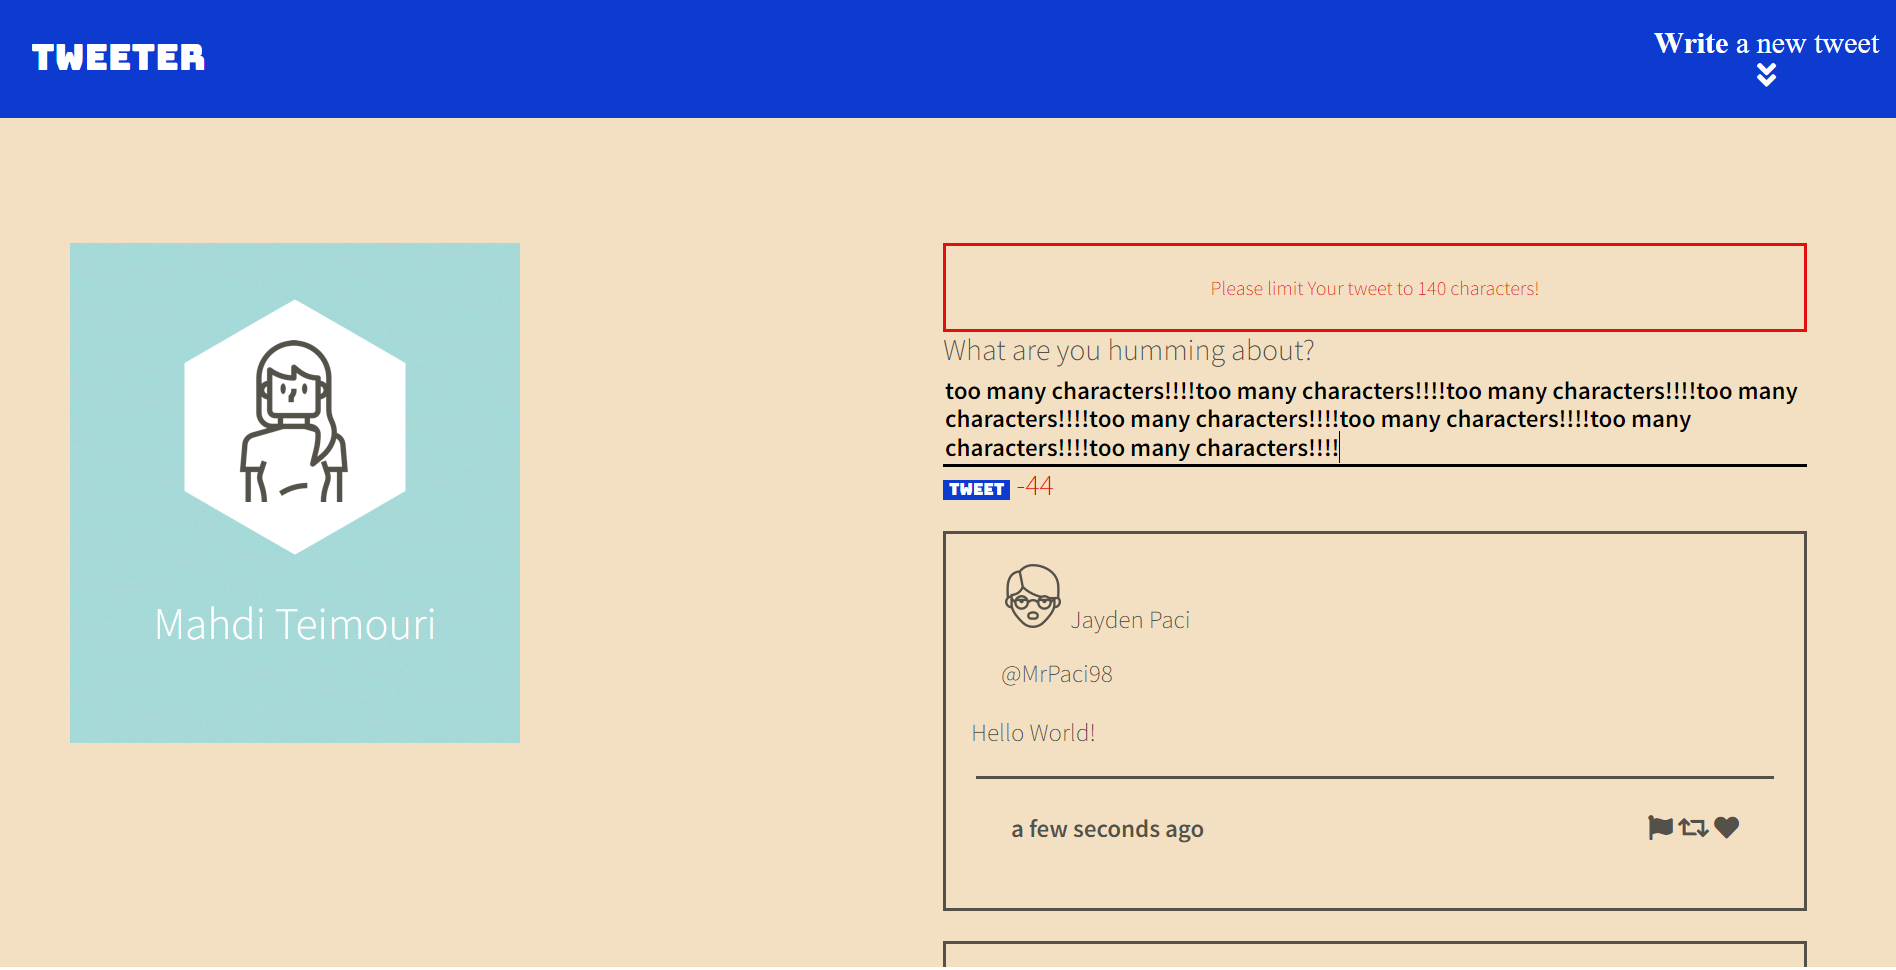 TWEETER
Write a new tweet
Mahdi Teimouri
Please limit Your tweet to 140 characters!
What are you humming about?
too many characters!!!!too many characters!!!!too many characters!!!!too many
characters!!!!too many characters!!!!too many characters!!!!too many
characters!!!!too many characters!!!!
TWEET -44
Jayden Paci
@MrPaci98
Hello World!
a few seconds ago